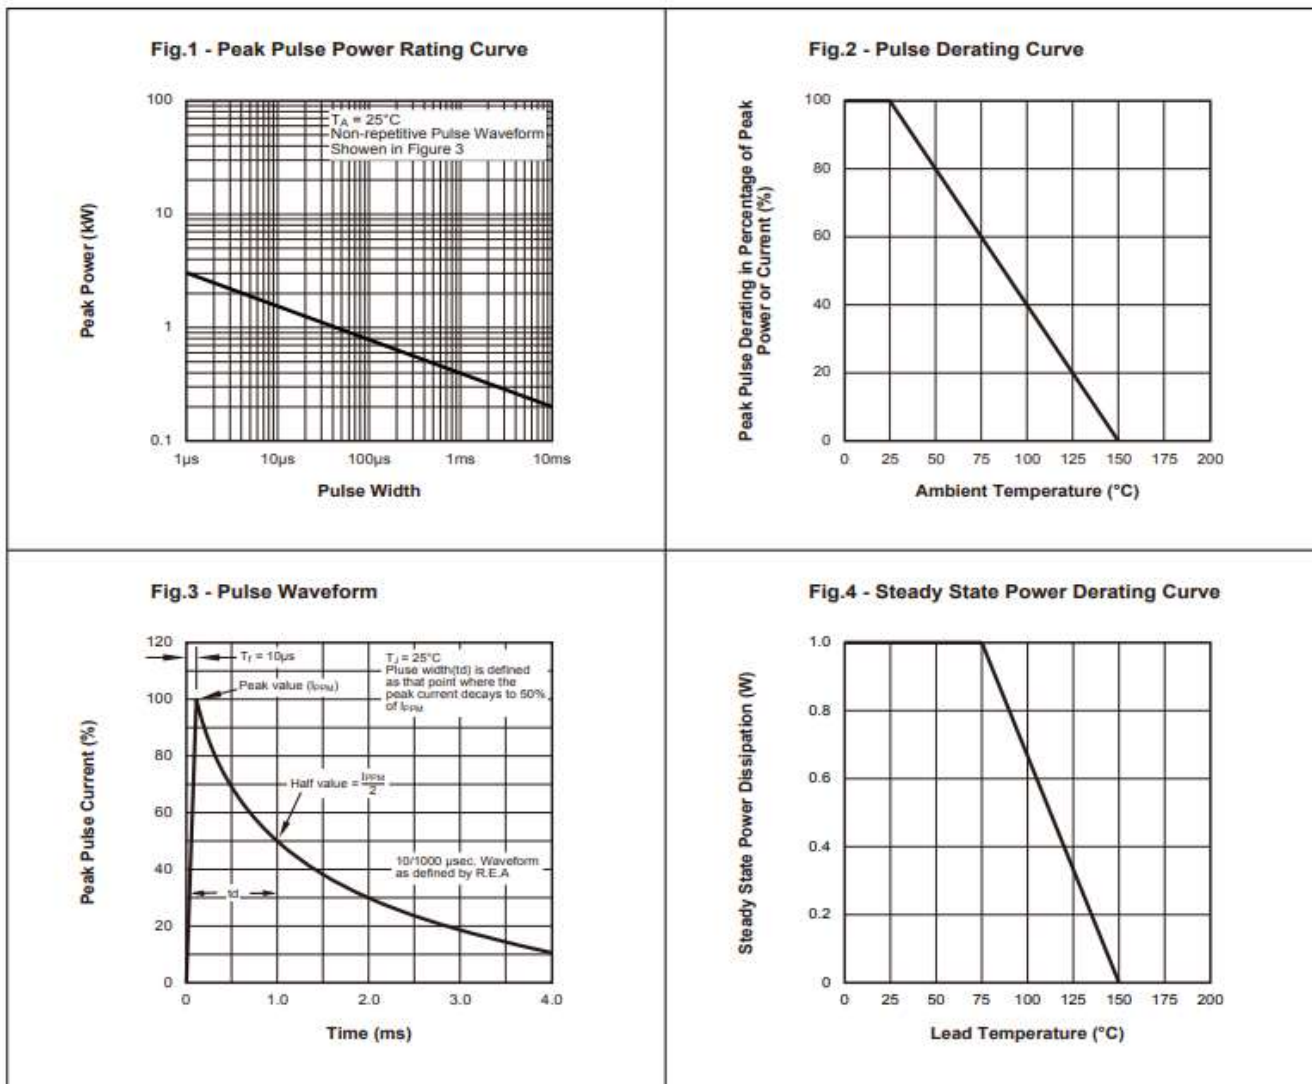 Fig.1 - Peak Pulse Power Rating Curve
Peak Power (kW)
100
10
1
0.1
TA = 25°C
Non-repetitive Pulse Waveform
Showen in Figure 3
1µs 10µs 100µs 1ms 10ms
Pulse Width
Fig.2 - Pulse Derating Curve
Peak Pulse Derating in Percentage of Peak
Power or Current (%)
100
80
60
40
20
0
0 25 50 75 100 125 150 175 200
Ambient Temperature (°C)
Fig.3 - Pulse Waveform
Peak Pulse Current (%)
120
100
80
60
40
20
0
Tr = 10µs
Peak value (IPPM)
TJ = 25°C
Pluse width(td) is defined
as that point where the
peak current decays to 50%
of IPPM
Half value = IPPM
2
10/1000 µsec. Waveform
as defined by R.E.A
td
0 1.0 2.0 3.0 4.0
Time (ms)
Fig.4 - Steady State Power Derating Curve
Steady State Power Dissipation (W)
1.0
0.8
0.6
0.4
0.2
0
0 25 50 75 100 125 150 175 200
Lead Temperature (°C)